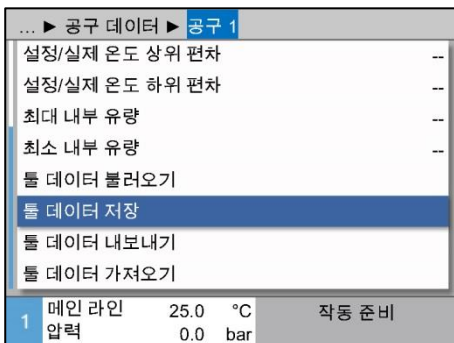 ... ► 공구 데이터 ► 공구 1
설정/실제 온도 상위 편차 --
설정/실제 온도 하위 편차 --
최대 내부 유량 --
최소 내부 유량 --
툴 데이터 불러오기
툴 데이터 저장
툴 데이터 내보내기
툴 데이터 가져오기
1 메인 라인 25.0 °C 작동 준비
압력 0.0 bar